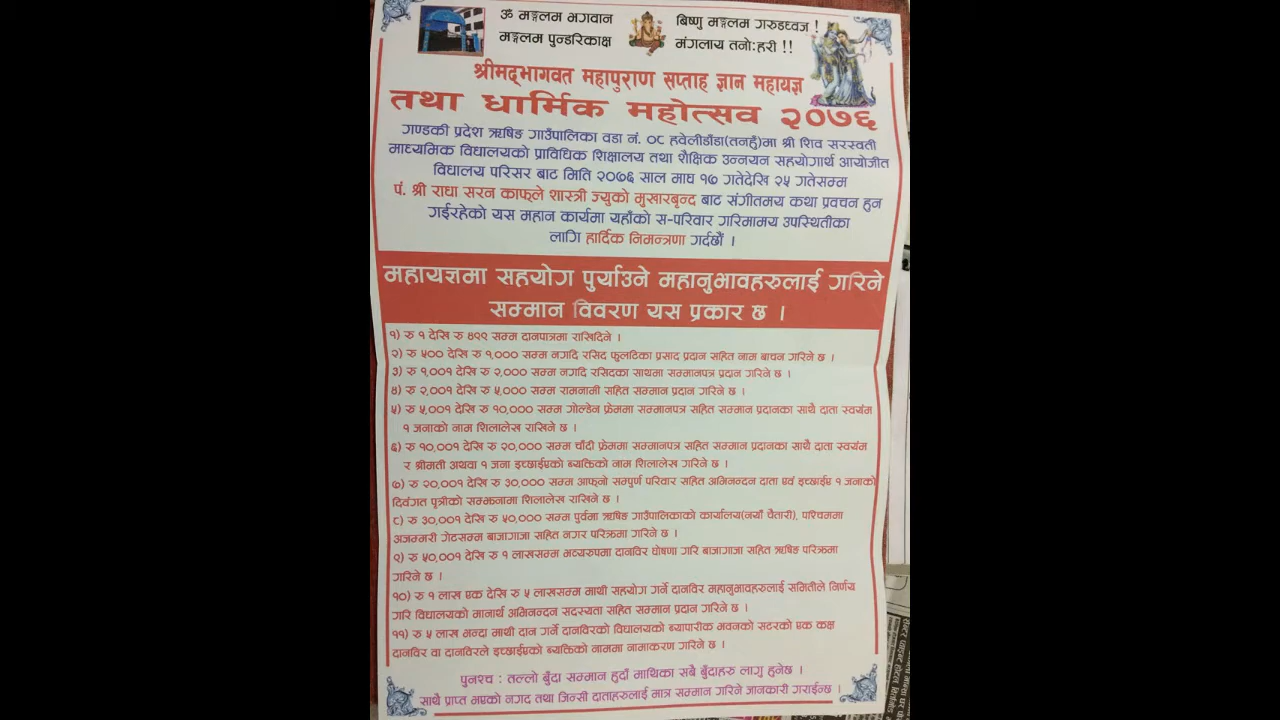 ॐ मङ्गलम भगवान
बिष्णु मङ्गलम गरुडध्वज !
मङ्गलम पुन्डरिकाक्ष
मंगलाय तनोःहरी !!
श्रीमद्भागवत महापुराण सप्ताह ज्ञान महायज्ञ
तथा धार्मिक महोत्सव २०७६
गण्डकी प्रदेश ऋषिङ गाउँपालिका वडा नं. ०८ हवेलीडाँडा(तनहुँ)मा श्री शिव सरस्वती
माध्यमिक विद्यालयको प्राविधिक शिक्षालय तथा शैक्षिक उन्नयन सहयोगार्थ आयोजीत
विद्यालय परिसर बाट मिति २०७६ साल माघ १७ गतेदेखि २५ गतेसम्म
पं. श्री राधा सरन काफ्ले शास्त्री ज्युको मुखारबृन्द बाट संगीतमय कथा प्रवचन हुन
गईरहेको यस महान कार्यमा यहाँको स-परिवार गरिमामय उपस्थितीका
लागि हार्दिक निमन्त्रणा गर्दछौं ।
महायज्ञमा सहयोग पुर्याउने महानुभावहरुलाई गरिने
सम्मान विवरण यस प्रकार छ ।
१) रु १ देखि रु ४९९ सम्म दानपात्रमा राखिदिने ।
२) रु ५०० देखि रु १,००० सम्म नगदि रसिद फुलटिका प्रसाद प्रदान सहित नाम बाचन गरिने छ ।
३) रु १,००१ देखि रु २,००० सम्म नगदि रसिदका साथमा सम्मानपत्र प्रदान गरिने छ ।
४) रु २,००१ देखि रु ५,००० सम्म रामनामी सहित सम्मान प्रदान गरिने छ ।
५) रु ५,००१ देखि रु १०,००० सम्म गोल्डेन फ्रेममा सम्मानपत्र सहित सम्मान प्रदानका साथै दाता स्वयंम
१ जनाको नाम शिलालेख राखिने छ ।
६) रु १०,००१ देखि रु २०,००० सम्म चाँदी फ्रेममा सम्मानपत्र सहित सम्मान प्रदानका साथै दाता स्वयंम
र श्रीमती अथवा १ जना इच्छाईएको ब्यक्तिको नाम शिलालेख गरिने छ ।
७) रु २०,००१ देखि रु ३०,००० सम्म आफ्नो सम्पुर्ण परिवार सहित अभिनन्दन दाता एवं इच्छाईए १ जनाको
दिवंगत पृत्रीको सम्झनामा शिलालेख राखिने छ ।
८) रु ३०,००१ देखि रु ५०,००० सम्म पुर्वमा ऋषिङ गाउँपालिकाको कार्यालय(नयाँ चैतारी), पश्चिममा
अजम्मरी गेटसम्म बाजागाजा सहित नगर परिक्रमा गरिने छ ।
९) रु ५०,००१ देखि रु १ लाखसम्म भव्यरुपमा दानविर घोषणा गरि बाजागाजा सहित ऋषिङ परिक्रमा
गरिने छ ।
१०) रु १ लाख एक देखि रु ५ लाखसम्म माथी सहयोग गर्ने दानविर महानुभावहरुलाई समितीले निर्णय
गरि विद्यालयको मानार्थ अभिनन्दन सदस्यता सहित सम्मान प्रदान गरिने छ ।
११) रु ५ लाख भन्दा माथी दान गर्ने दानविरको विद्यालयको ब्यापारीक भवनको सटरको एक कक्ष
दानविर वा दानविरले इच्छाईएको ब्यक्तिको नाममा नामाकरण गरिने छ ।
पुनश्च : तल्लो बुँदा सम्मान हुदाँ माथिका सबै बुँदाहरु लागु हुनेछ ।
साथै प्राप्त भएको नगद तथा जिन्सी दाताहरुलाई मात्र सम्मान गरिने जानकारी गराईन्छ ।